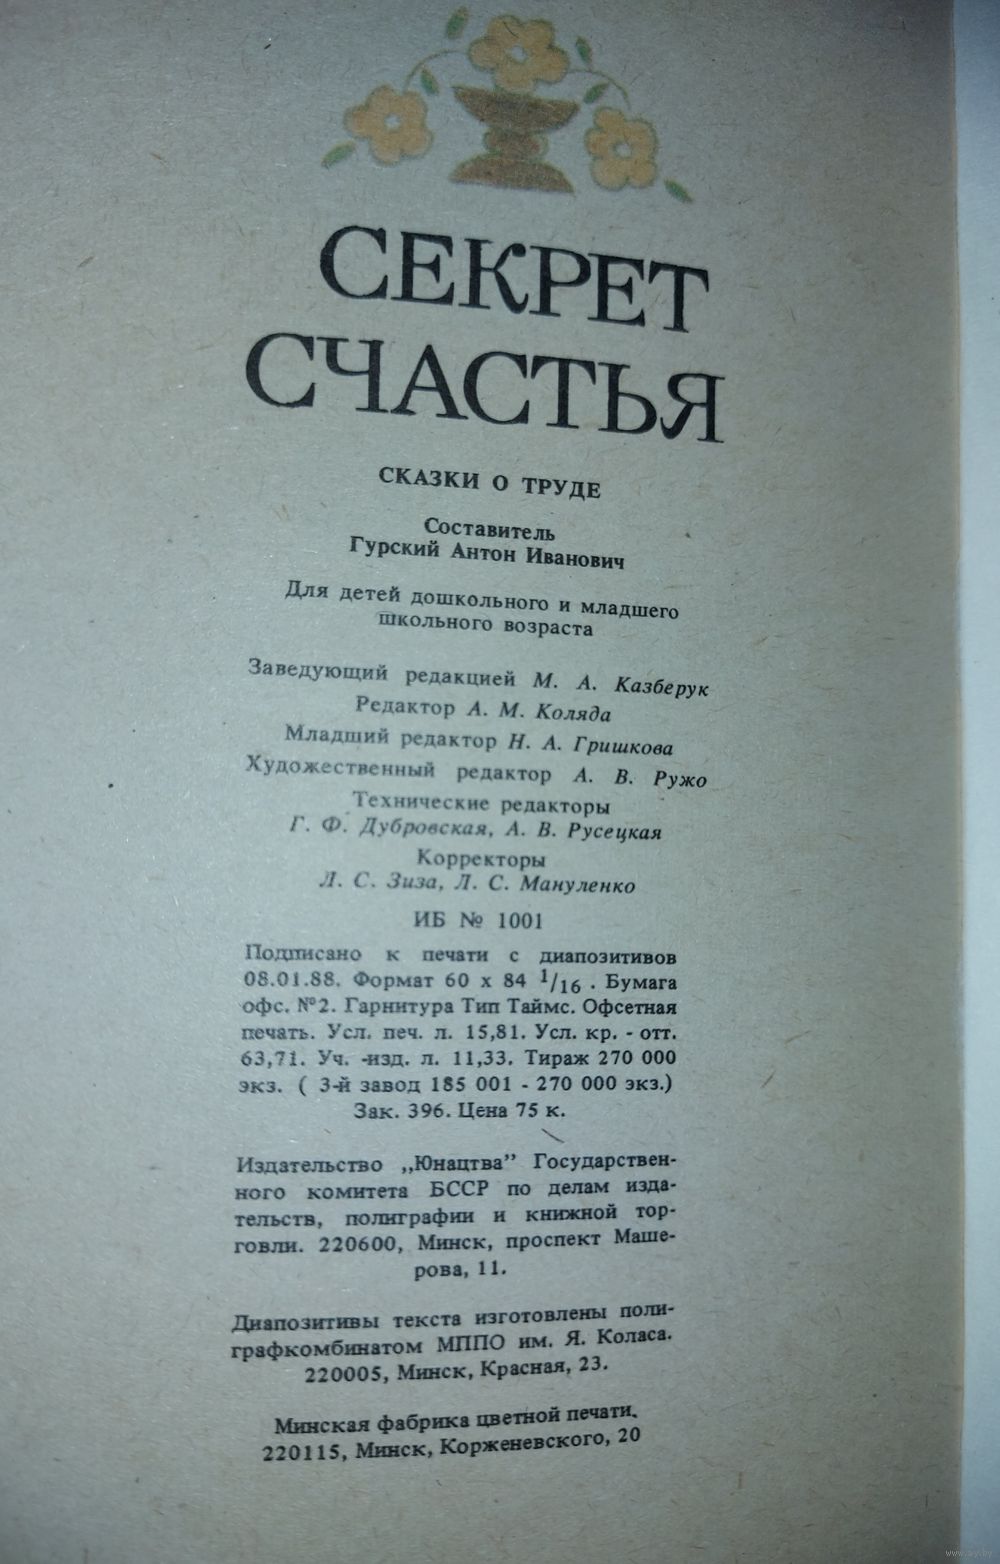 СЕКРЕТ
СЧАСТЬЯ
СКАЗКИ О ТРУДЕ
Составитель
Гурский Антон Иванович
Для детей дошкольного и младшего
школьного возраста
Заведующий редакцией М. А. Казберук
Редактор А. М. Коляда
Младший редактор Н. А. Гришкова
Художественный редактор А. В. Ружо
Технические редакторы
Г. Ф. Дубровская, А. В. Русецкая
Корректоры
Л. С. Зиза, Л. С. Мануленко
ИБ № 1001
Подписано к печати с диапозитивов
08.01.88. Формат 60 х 84 1/16 . Бумага
офс. №2. Гарнитура Тип Таймс. Офсетная
печать. Усл. печ. л. 15,81. Усл. кр. - отт.
63,71. Уч. -изд. л. 11,33. Тираж 270 000
экз. ( 3-й завод 185 001 - 270 000 экз.)
Зак. 396. Цена 75 к.
Издательство „Юнацтва” Государствен-
ного комитета БССР по делам изда-
тельств, полиграфии и книжной тор-
говли. 220600, Минск, проспект Маше-
рова, 11.
Диапозитивы текста изготовлены поли-
графкомбинатом МППО им. Я. Коласа.
220005, Минск, Красная, 23.
Минская фабрика цветной печати.
220115, Минск, Корженевского, 20
www.ay.by